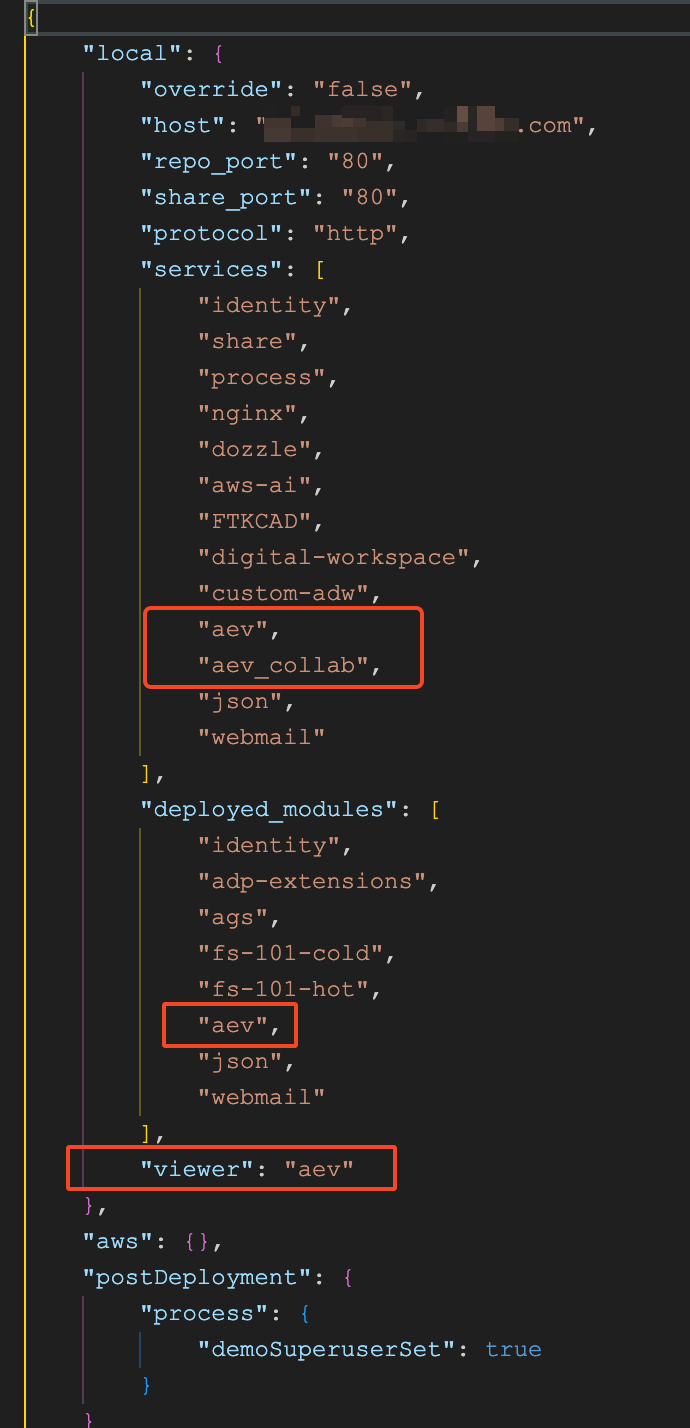 {
"local": {
"override": "false",
"host": ".com",
"repo_port": "80",
"share_port": "80",
"protocol": "http",
"services": [
"identity",
"share",
"process",
"nginx",
"dozzle",
"aws-ai",
"FTKCAD",
"digital-workspace",
"custom-adw",
"aev",
"aev_collab",
"json",
"webmail"
],
"deployed_modules": [
"identity",
"adp-extensions",
"ags",
"fs-101-cold",
"fs-101-hot",
"aev",
"json",
"webmail"
],
"viewer": "aev"
},
"aws": {},
"postDeployment": {
"process": {
"demoSuperuserSet": true
}
}